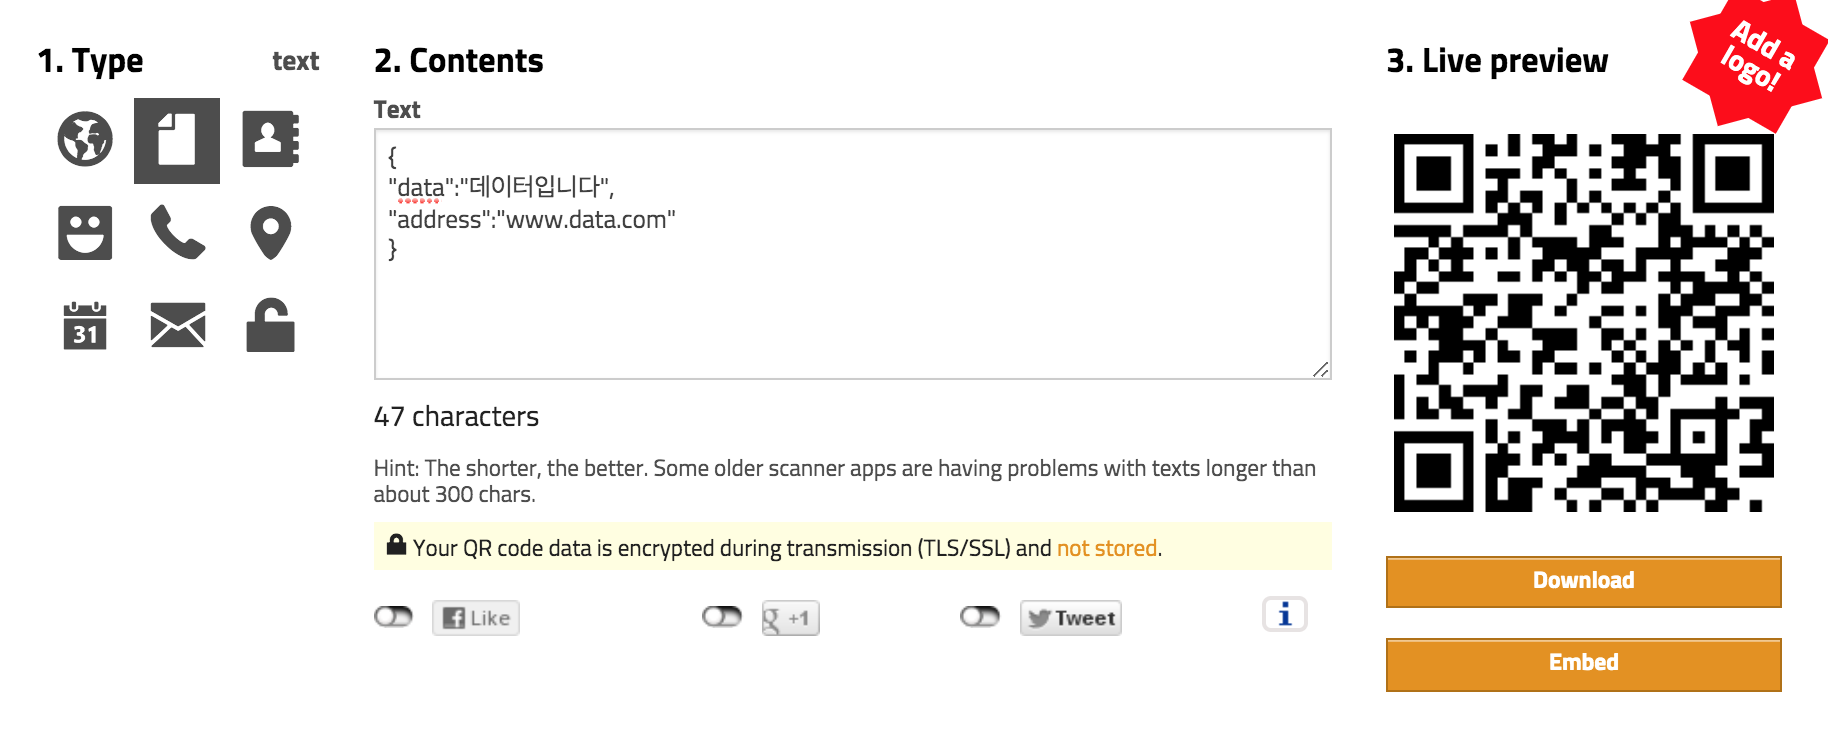 1. Type
text
31
2. Contents
Text
{
"data":"데이터입니다",
"address":"www.data.com"
}
47 characters
Hint: The shorter, the better. Some older scanner apps are having problems with texts longer than
about 300 chars.
Your QR code data is encrypted during transmission (TLS/SSL) and not stored.
f Like
g +1
Tweet
i
3. Live preview
Add a
logo!
Download
Embed